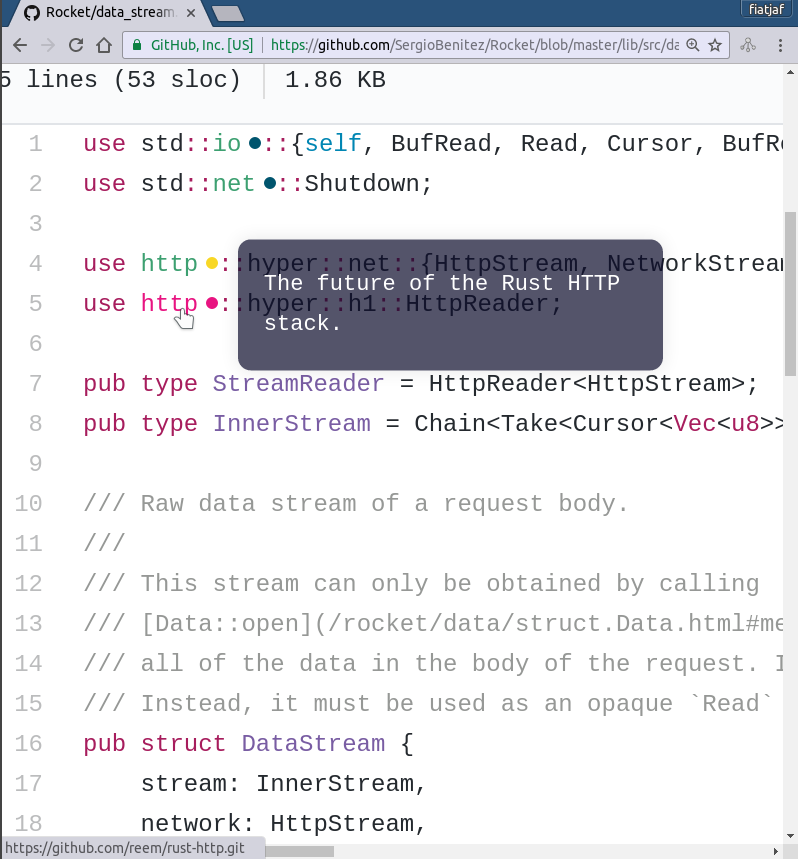 fiatjaf
Rocket/data_stream.
GitHub, Inc. [US] https://github.com/SergioBenitez/Rocket/blob/master/lib/src/da
5 lines (53 sloc) 1.86 KB
1 use std::io ::{self, BufRead, Read, Cursor, BufRe
2 use std::net ::Shutdown;
3
4 use http ::hyper::net::{HttpStream, NetworkStream
5 use http ::hyper::h1::HttpReader;
The future of the Rust HTTP
stack.
6
7 pub type StreamReader = HttpReader<HttpStream>;
8 pub type InnerStream = Chain<Take<Cursor<Vec<u8>>
9
10 /// Raw data stream of a request body.
11 ///
12 /// This stream can only be obtained by calling
13 /// [Data::open](/rocket/data/struct.Data.html#me
14 /// all of the data in the body of the request. I
15 /// Instead, it must be used as an opaque `Read`
16 pub struct DataStream {
17 stream: InnerStream,
18 network: HttpStream,
https://github.com/reem/rust-http.git